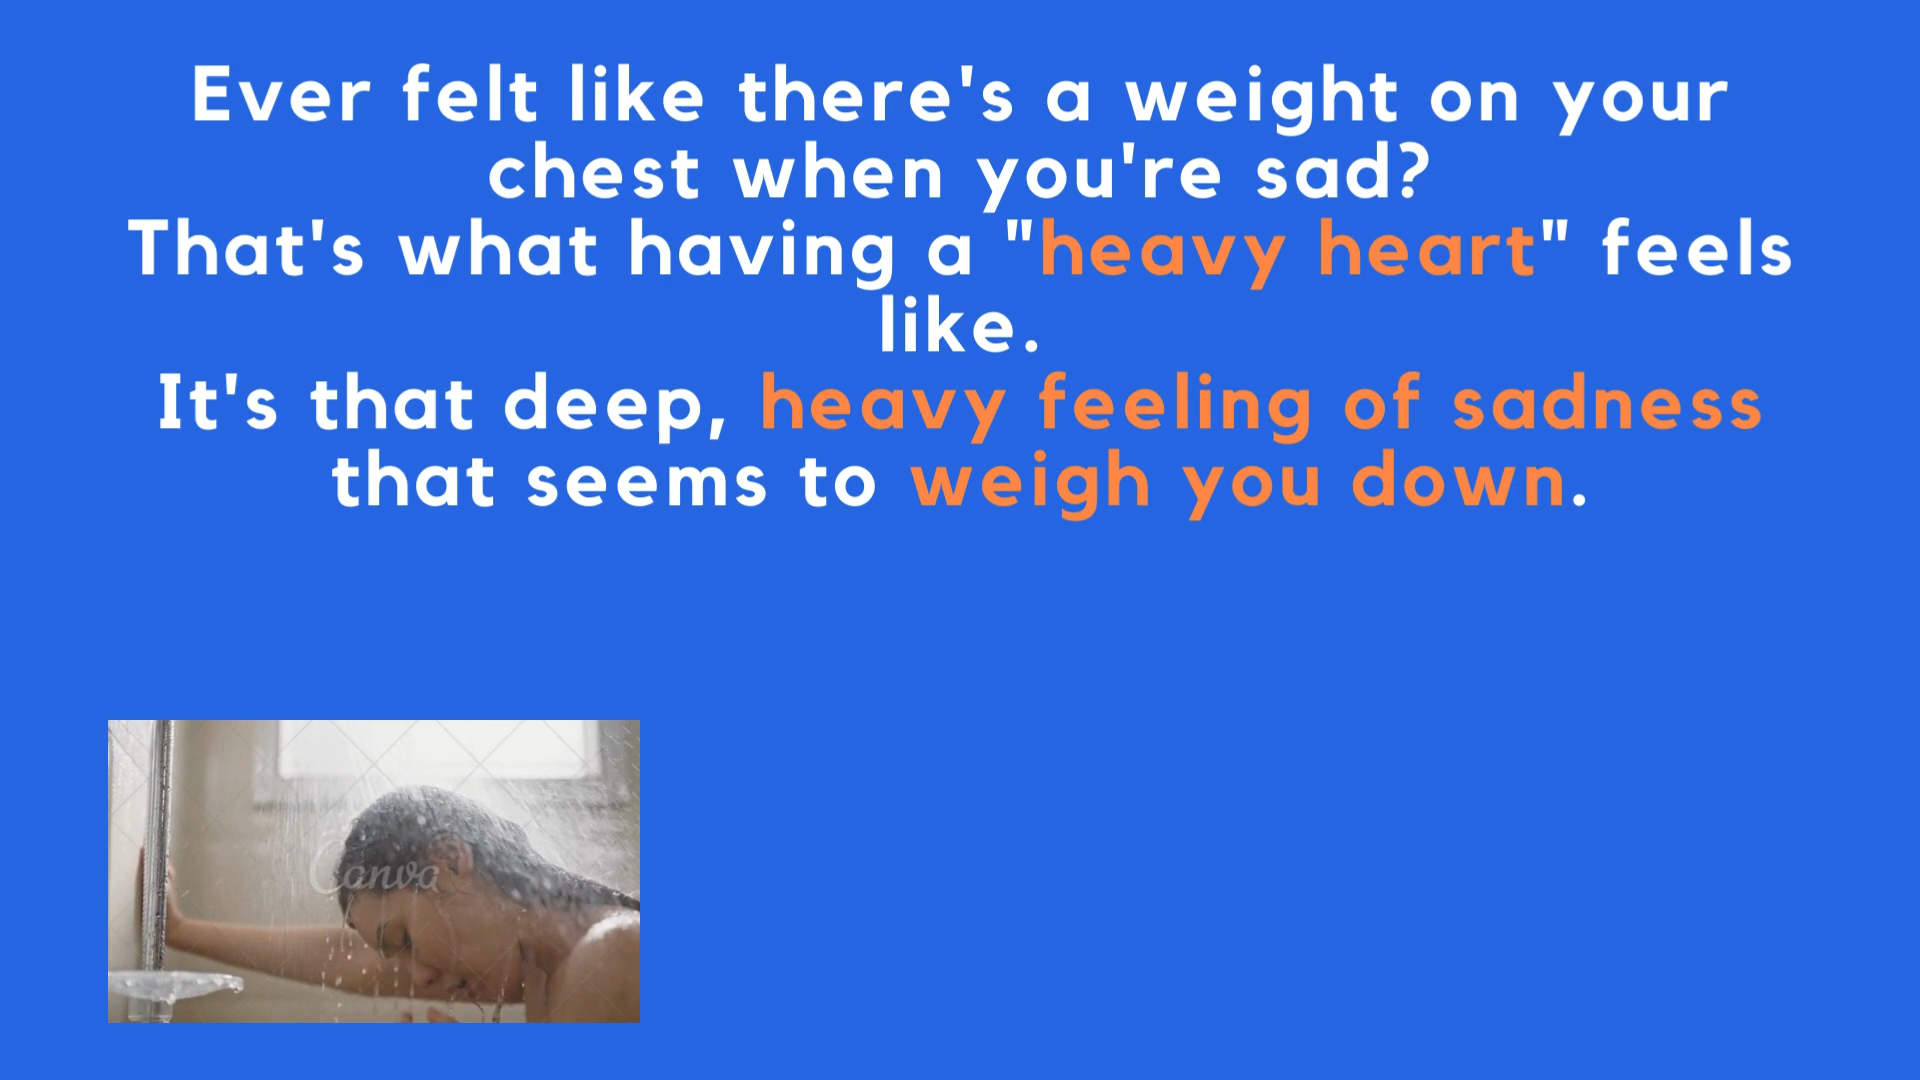 Ever felt like there's a weight on your
chest when you're sad?
That's what having a "heavy heart" feels
like.
It's that deep, heavy feeling of sadness
that seems to weigh you down.
Canva